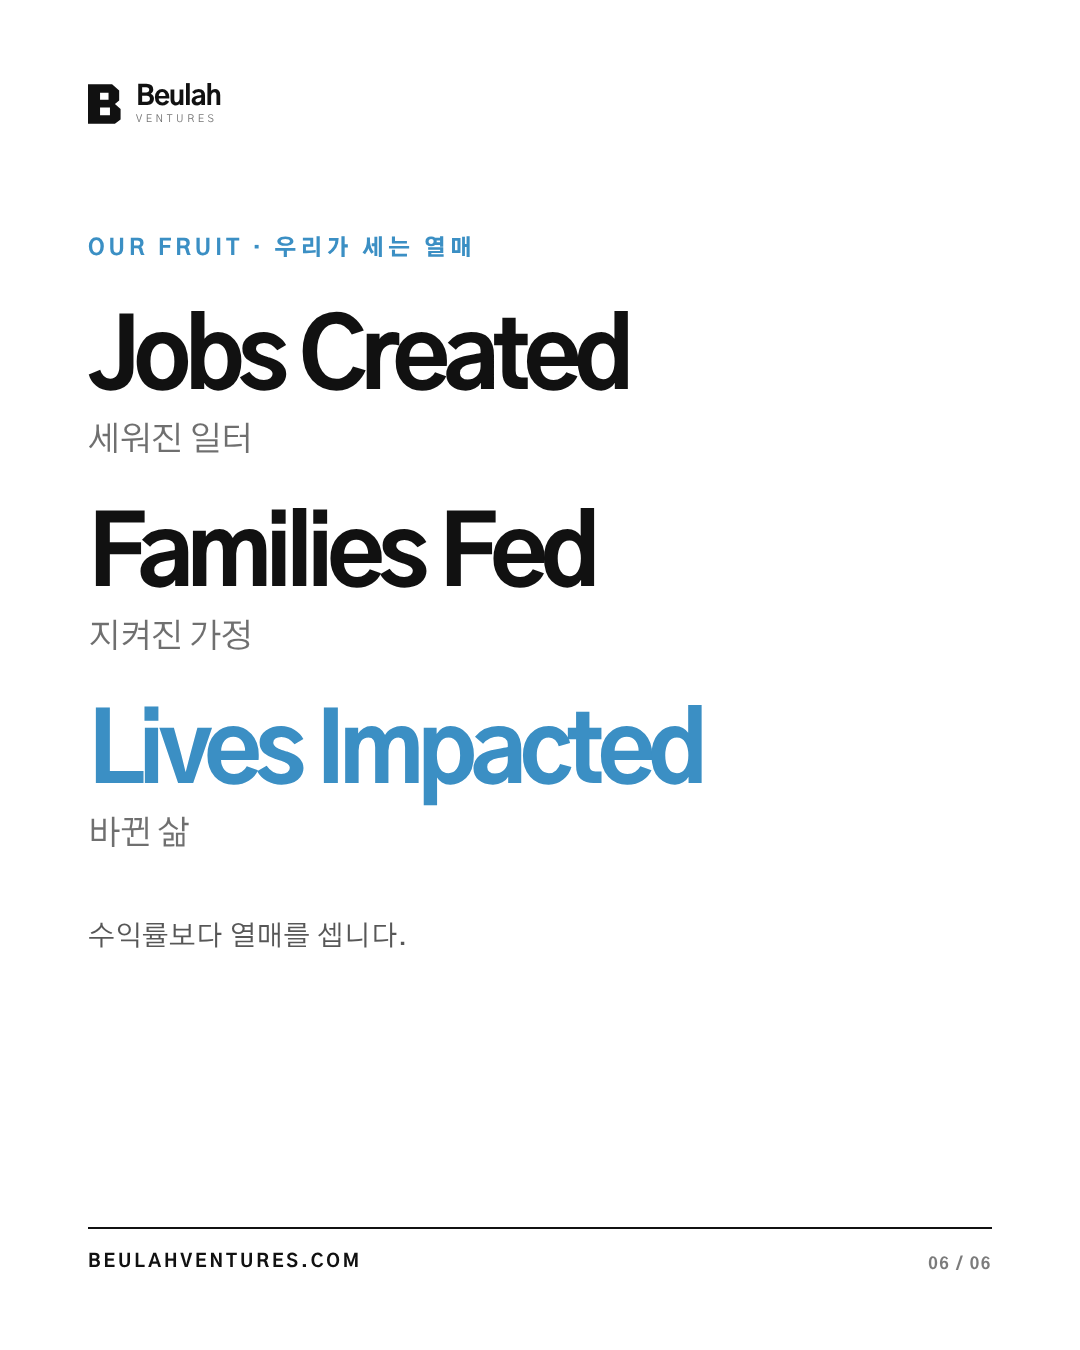 B Beulah
VENTURES
OUR FRUIT · 우리가 세는 열매
Jobs Created
세워진 일터
Families Fed
지켜진 가정
Lives Impacted
바뀐 삶
수익률보다 열매를 셉니다.
BEULAHVENTURES.COM
06 / 06